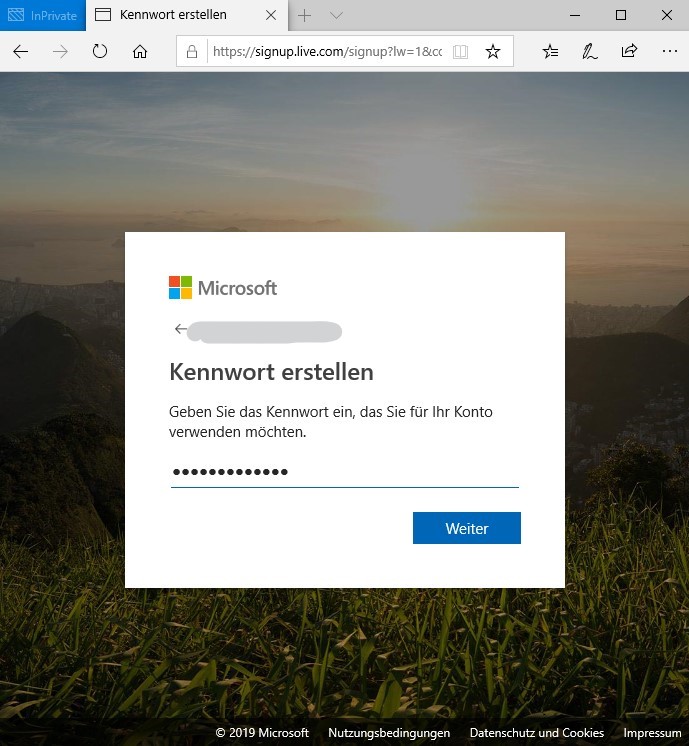 InPrivate
Kennwort erstellen
https://signup.live.com/signup?lw=1&cc
Microsoft
Kennwort erstellen
Geben Sie das Kennwort ein, das Sie für Ihr Konto
verwenden möchten.
•••••••••••••
Weiter
© 2019 Microsoft Nutzungsbedingungen Datenschutz und Cookies Impressum